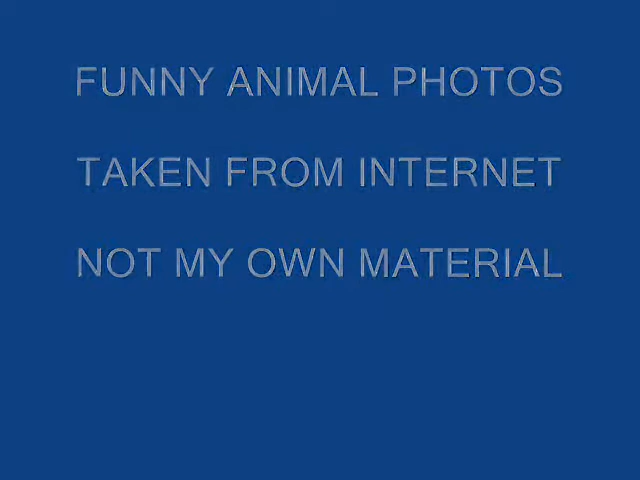 FUNNY ANIMAL PHOTOS
TAKEN FROM INTERNET
NOT MY OWN MATERIAL